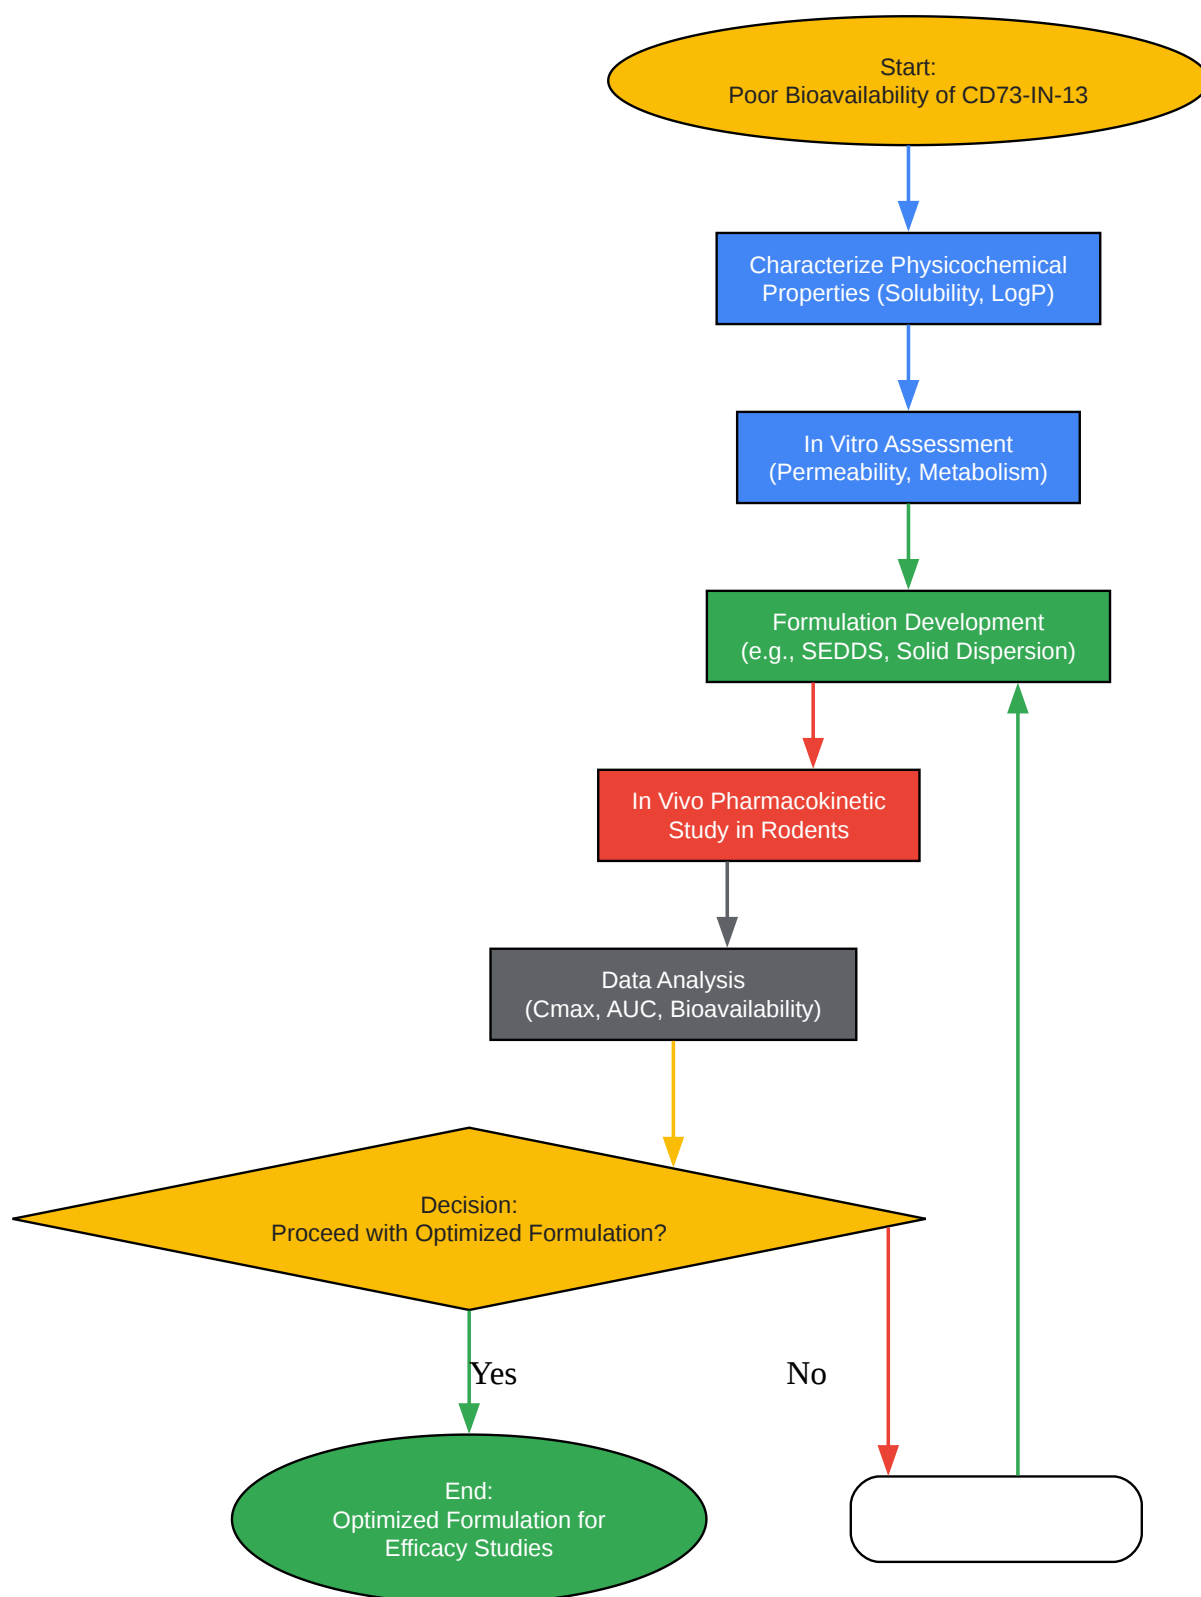 Start:
Poor Bioavailability of CD73-IN-13
Characterize Physicochemical
Properties (Solubility, LogP)
In Vitro Assessment
(Permeability, Metabolism)
Formulation Development
(e.g., SEDDS, Solid Dispersion)
In Vivo Pharmacokinetic
Study in Rodents
Data Analysis
(Cmax, AUC, Bioavailability)
Decision:
Proceed with Optimized Formulation?
Yes
No
End:
Optimized Formulation for
Efficacy Studies